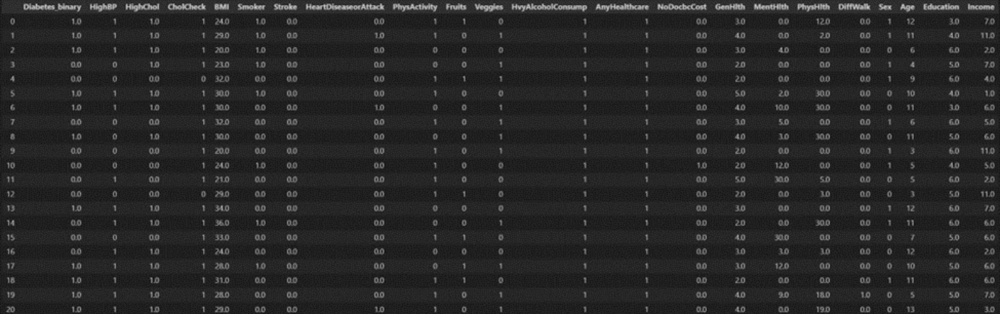 Diabetes_binary HighBP HighChol CholCheck BMI Smoker Stroke HeartDiseaseorAttack PhysActivity Fruits Veggies HvyAlcoholConsump AnyHealthcare NoDocbcCost GenHlth MentHlth PhysHlth DiffWalk Sex Age Education Income
0 1.0 1 1.0 1 24.0 1.0 0.0 0.0 1 1 0 1 1 0.0 3.0 0.0 12.0 0.0 1 12 3.0 7.0
1 1.0 1 1.0 1 29.0 1.0 0.0 1.0 1 0 1 1 1 0.0 4.0 0.0 2.0 0.0 1 11 4.0 11.0
2 1.0 1 1.0 1 20.0 1.0 0.0 0.0 0 0 0 1 1 0.0 3.0 4.0 0.0 0.0 0 6 6.0 2.0
3 0.0 0 1.0 1 23.0 1.0 0.0 0.0 0 0 1 1 1 0.0 2.0 0.0 0.0 0.0 1 4 5.0 7.0
4 0.0 0 0.0 0 32.0 0.0 0.0 0.0 1 1 1 1 1 0.0 2.0 0.0 0.0 0.0 1 9 6.0 4.0
5 1.0 1 1.0 1 30.0 1.0 0.0 0.0 1 0 0 1 1 0.0 5.0 2.0 30.0 0.0 0 10 4.0 1.0
6 1.0 1 1.0 1 30.0 0.0 0.0 1.0 0 0 1 1 1 0.0 4.0 10.0 30.0 0.0 0 11 3.0 6.0
7 0.0 0 0.0 1 32.0 0.0 0.0 0.0 1 0 1 1 1 0.0 3.0 5.0 0.0 0.0 1 6 6.0 5.0
8 1.0 0 1.0 1 30.0 0.0 0.0 0.0 0 0 1 1 1 0.0 4.0 3.0 30.0 0.0 0 11 5.0 6.0
9 0.0 0 0.0 1 20.0 0.0 0.0 0.0 1 0 1 1 1 0.0 2.0 0.0 0.0 0.0 1 3 6.0 11.0
10 0.0 0 0.0 1 24.0 1.0 0.0 0.0 1 0 0 1 1 1.0 2.0 12.0 0.0 0.0 1 5 4.0 5.0
11 0.0 1 0.0 1 21.0 0.0 0.0 0.0 1 0 0 1 1 0.0 5.0 30.0 5.0 0.0 0 5 6.0 2.0
12 0.0 0 0.0 0 29.0 0.0 0.0 0.0 1 1 0 1 1 0.0 2.0 0.0 3.0 0.0 0 3 5.0 11.0
13 1.0 1 1.0 1 34.0 0.0 0.0 0.0 0 0 0 1 1 0.0 3.0 0.0 0.0 0.0 1 12 6.0 7.0
14 0.0 1 1.0 1 36.0 1.0 0.0 0.0 0 0 1 1 1 0.0 2.0 0.0 30.0 0.0 1 11 6.0 6.0
15 0.0 0 0.0 1 33.0 0.0 0.0 0.0 1 1 0 1 1 0.0 4.0 30.0 0.0 0.0 0 7 5.0 6.0
16 0.0 1 1.0 1 24.0 0.0 0.0 0.0 0 0 0 1 1 0.0 3.0 3.0 3.0 0.0 0 12 6.0 2.0
17 1.0 1 1.0 1 28.0 1.0 0.0 0.0 0 1 1 1 1 0.0 3.0 12.0 0.0 0.0 0 10 5.0 6.0
18 1.0 1 1.0 1 31.0 0.0 0.0 0.0 1 1 0 1 1 0.0 2.0 0.0 0.0 0.0 1 11 6.0 6.0
19 1.0 1 1.0 1 28.0 0.0 0.0 0.0 1 0 1 1 1 0.0 4.0 9.0 18.0 1.0 0 5 5.0 7.0
20 1.0 1 1.0 1 29.0 0.0 0.0 1.0 1 0 1 1 1 0.0 4.0 0.0 19.0 0.0 0 13 5.0 3.0